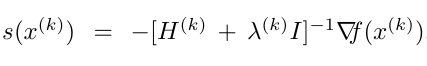 s(x^{(k)}) = −[H^{(k)} + λ^{(k)}I]^{−1}∇f(x^{(k)})